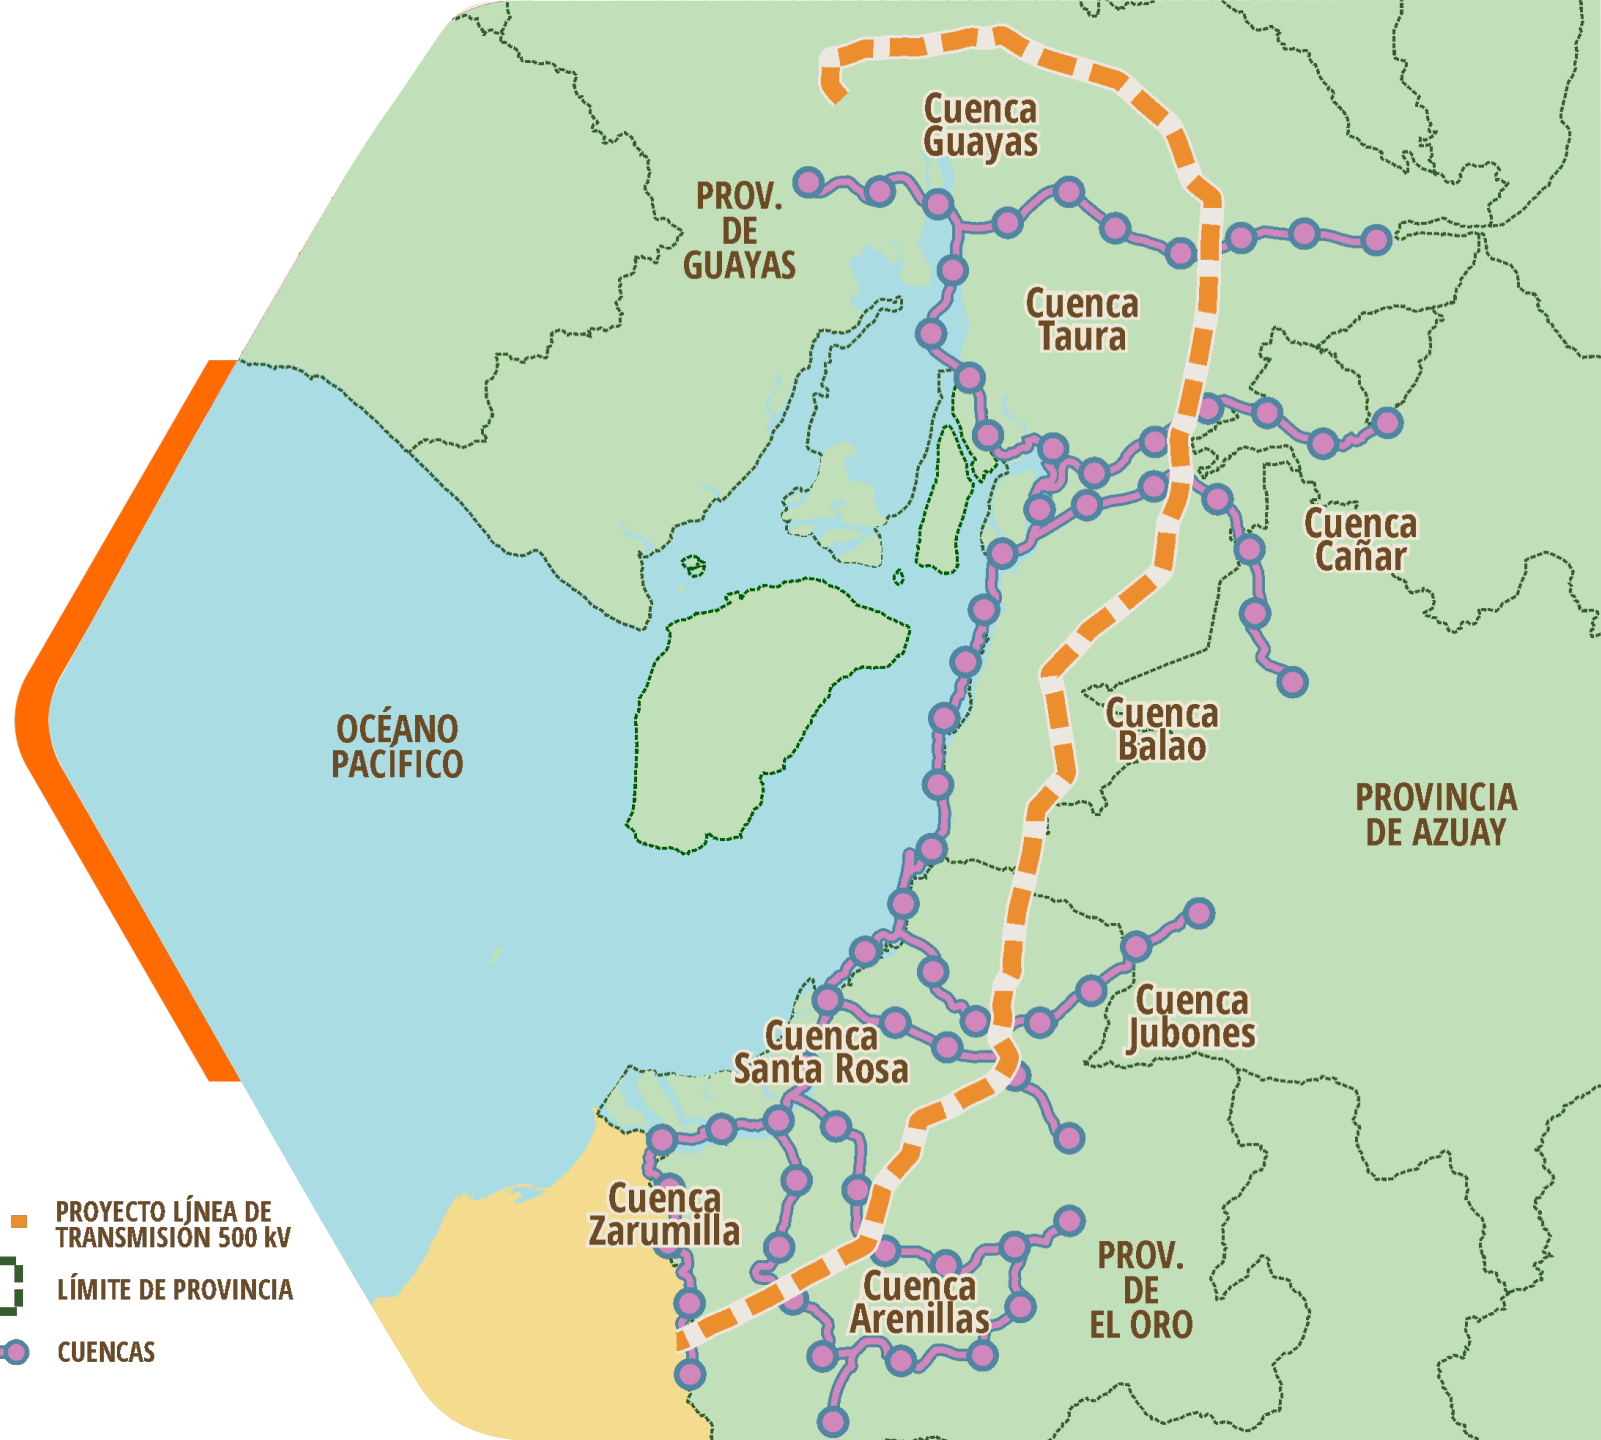 Cuenca
Guayas
PROV.
DE
GUAYAS
Cuenca
Taura
Cuenca
Cañar
OCÉANO
PACÍFICO
Cuenca
Balao
PROVINCIA
DE AZUAY
Cuenca
Jubones
Cuenca
Santa Rosa
Cuenca
Zarumilla
Cuenca
Arenillas
PROV.
DE
EL ORO
PROYECTO LÍNEA DE
TRANSMISIÓN 500 kV
LÍMITE DE PROVINCIA
CUENCAS